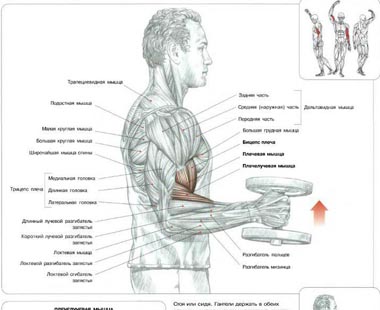 Трапециевидная мышца
Подостная мышца
Малая круглая мышца
Большая круглая мышца
Широчайшая мышца спины
Трицепс плеча
Медиальная головка
Длинная головка
Латеральная головка
Длинный лучевой разгибатель
запястья
Короткий лучевой разгибатель
запястья
Локтевая мышца
Локтевой разгибатель запястья
Локтевой сгибатель
запястья
Задняя часть
Средняя (наружная) часть
Передняя часть
Дельтовидная мышца
Большая грудная мышца
Бицепс плеча
Плечевая мышца
Плечелучевая мышца
Разгибатель пальцев
Разгибатель мизинца
Стоя или сидя. Гантели держать в обеих